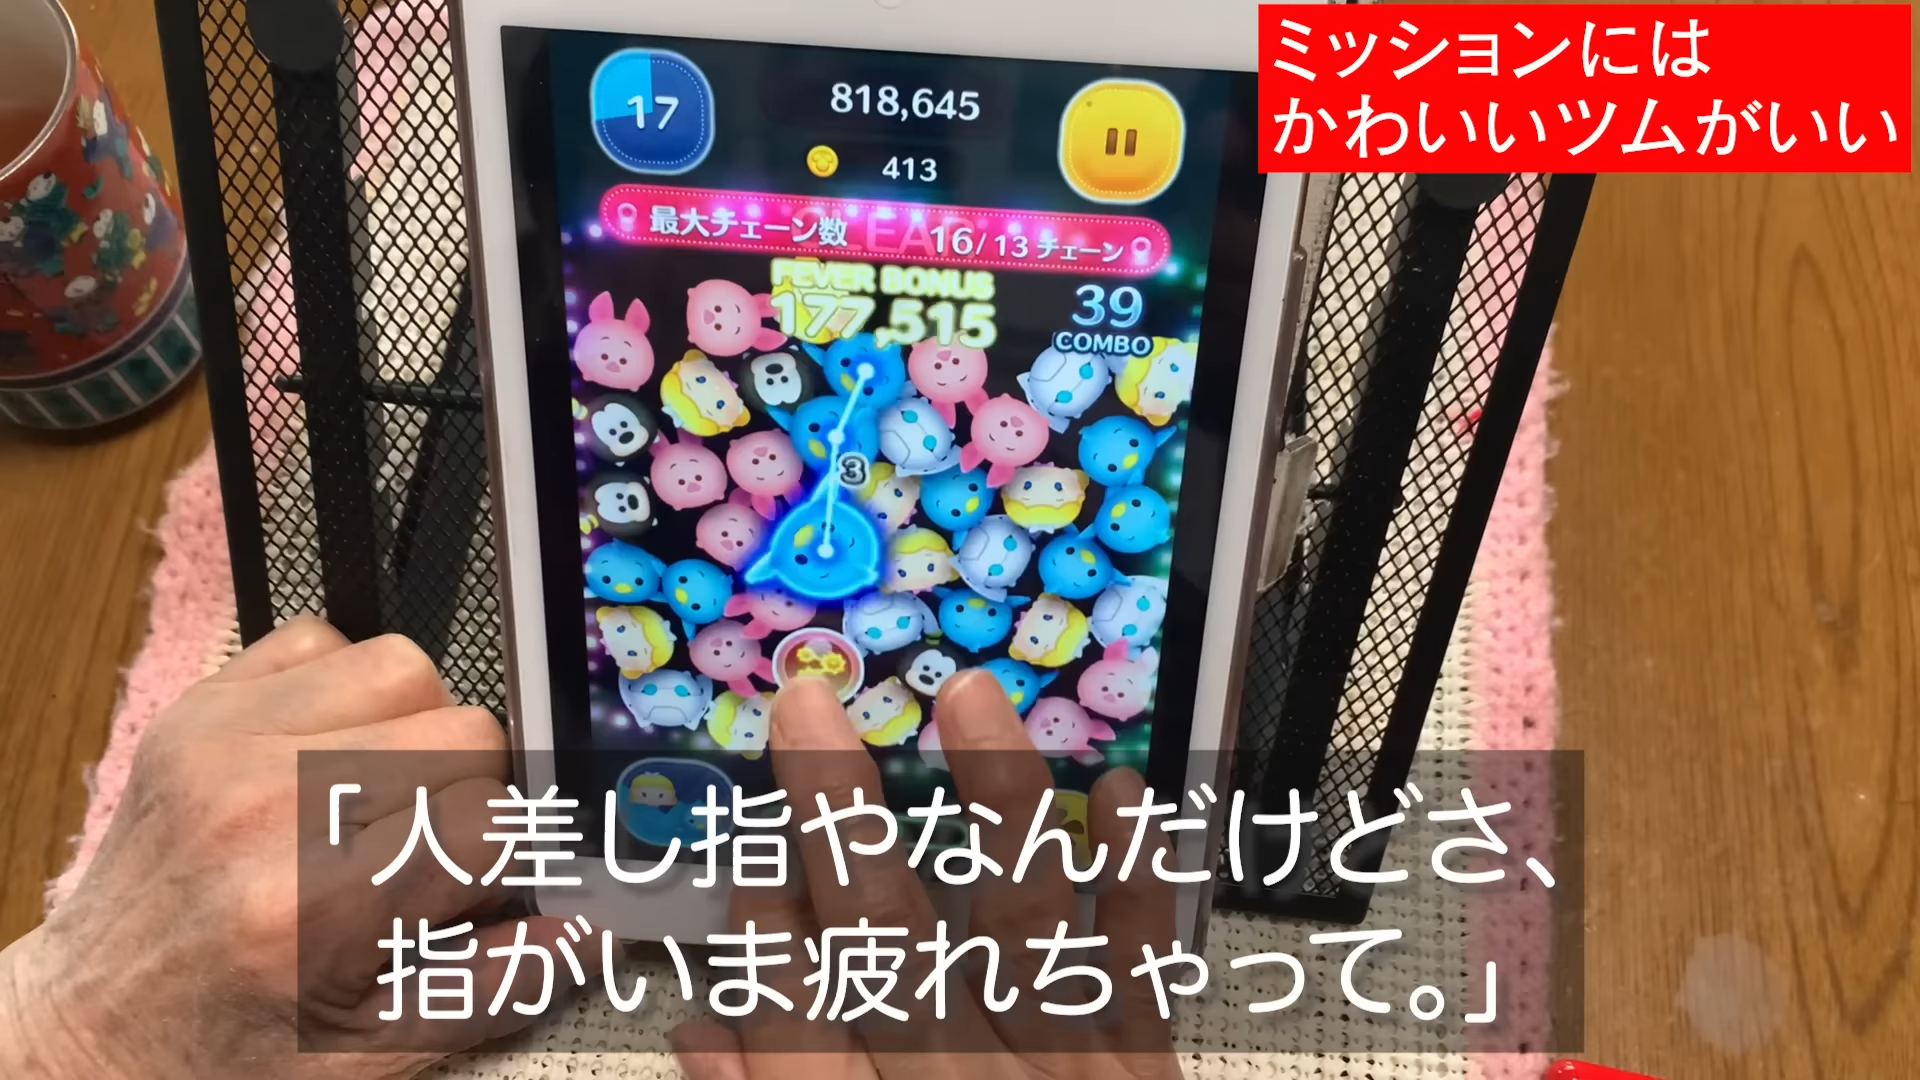 ミッションには
かわいいツムがいい
17
818,645
413
最大チェーン数
16/13チェーン
FEVER BONUS
177,515
39
COMBO
3
「人差し指やなんだけどさ、
指がいま疲れちゃって。」